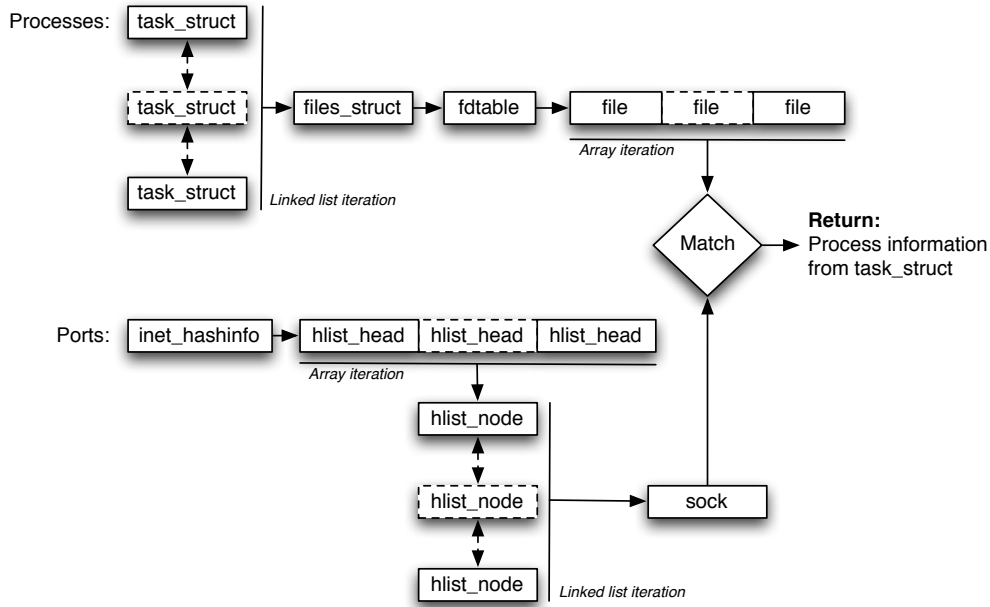 Processes:
task_struct
task_struct
files_struct
fdtable
file
file
file
Array iteration
task_struct
Linked list iteration
Match
Return:
Process information
from task_struct
Ports:
inet_hashinfo
hlist_head
hlist_head
hlist_head
Array iteration
hlist_node
hlist_node
sock
hlist_node
Linked list iteration